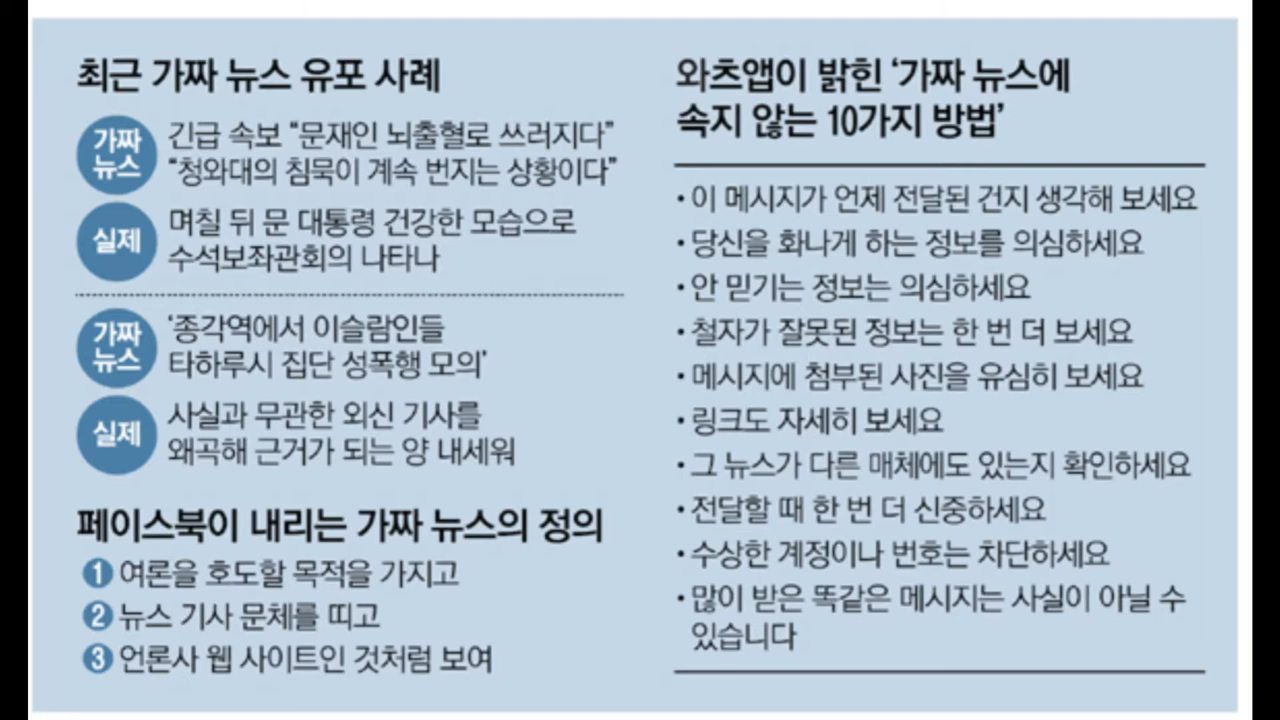 최근 가짜 뉴스 유포 사례
가짜
뉴스
긴급 속보 “문재인 뇌출혈로 쓰러지다”
“청와대의 침묵이 계속 번지는 상황이다”
실제
며칠 뒤 문 대통령 건강한 모습으로
수석보좌관회의 나타나
가짜
뉴스
‘종각역에서 이슬람인들
타하루시 집단 성폭행 모의’
실제
사실과 무관한 외신 기사를
왜곡해 근거가 되는 양 내세워
페이스북이 내리는 가짜 뉴스의 정의
1 여론을 호도할 목적을 가지고
2 뉴스 기사 문체를 띠고
3 언론사 웹 사이트인 것처럼 보여
와츠앱이 밝힌 ‘가짜 뉴스에
속지 않는 10가지 방법’
· 이 메시지가 언제 전달된 건지 생각해 보세요
· 당신을 화나게 하는 정보를 의심하세요
· 안 믿기는 정보는 의심하세요
· 철자가 잘못된 정보는 한 번 더 보세요
· 메시지에 첨부된 사진을 유심히 보세요
· 링크도 자세히 보세요
· 그 뉴스가 다른 매체에도 있는지 확인하세요
· 전달할 때 한 번 더 신중하세요
· 수상한 계정이나 번호는 차단하세요
· 많이 받은 똑같은 메시지는 사실이 아닐 수
있습니다